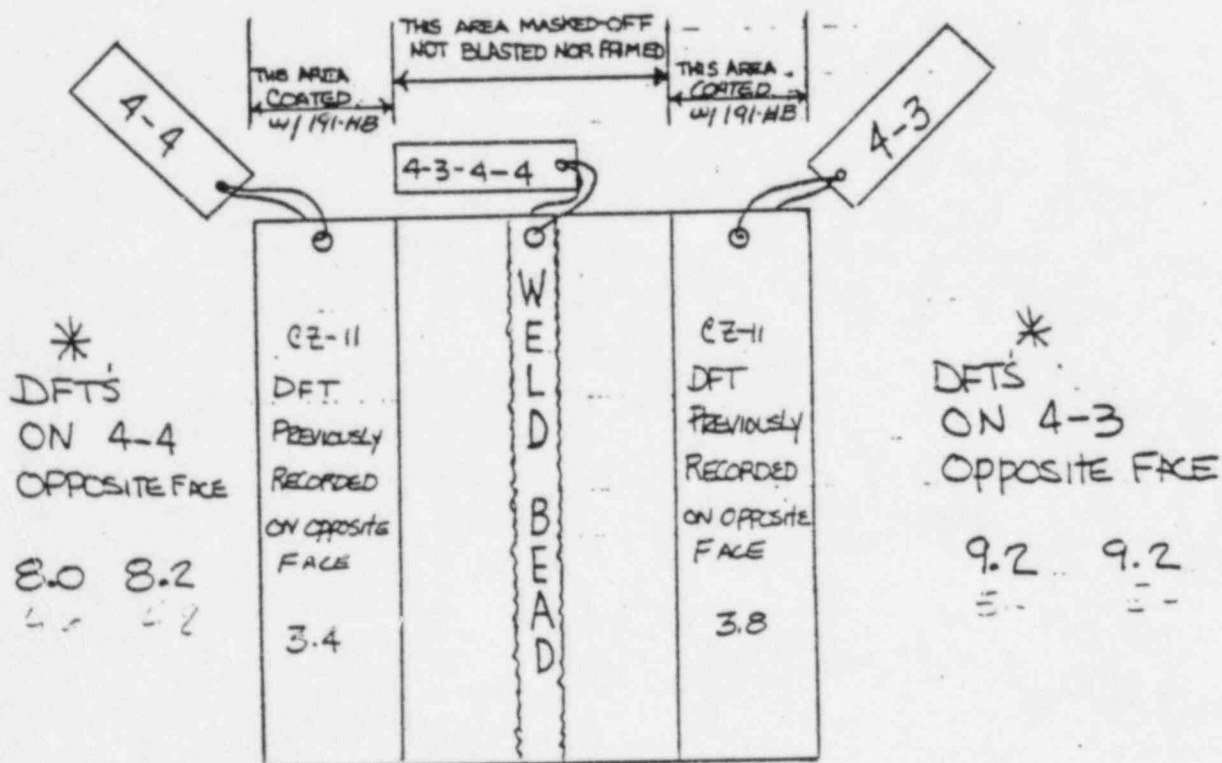 THIS AREA MASKED-OFF
NOT BLASTED NOR PRIMED
THIS AREA
COATED
w/ 191-HB
THIS AREA
COATED
w/ 191-HB
4-4
4-3-4-4
4-3
*
DFT'S
ON 4-4
OPPOSITE FACE
8.0 8.2
CZ-11
DFT
PREVIOUSLY
RECORDED
ON OPPOSITE
FACE
3.4
WELD BEAD
CZ-11
DFT
PREVIOUSLY
RECORDED
ON OPPOSITE
FACE
3.8
*
DFTS
ON 4-3
OPPOSITE FACE
9.2 9.2